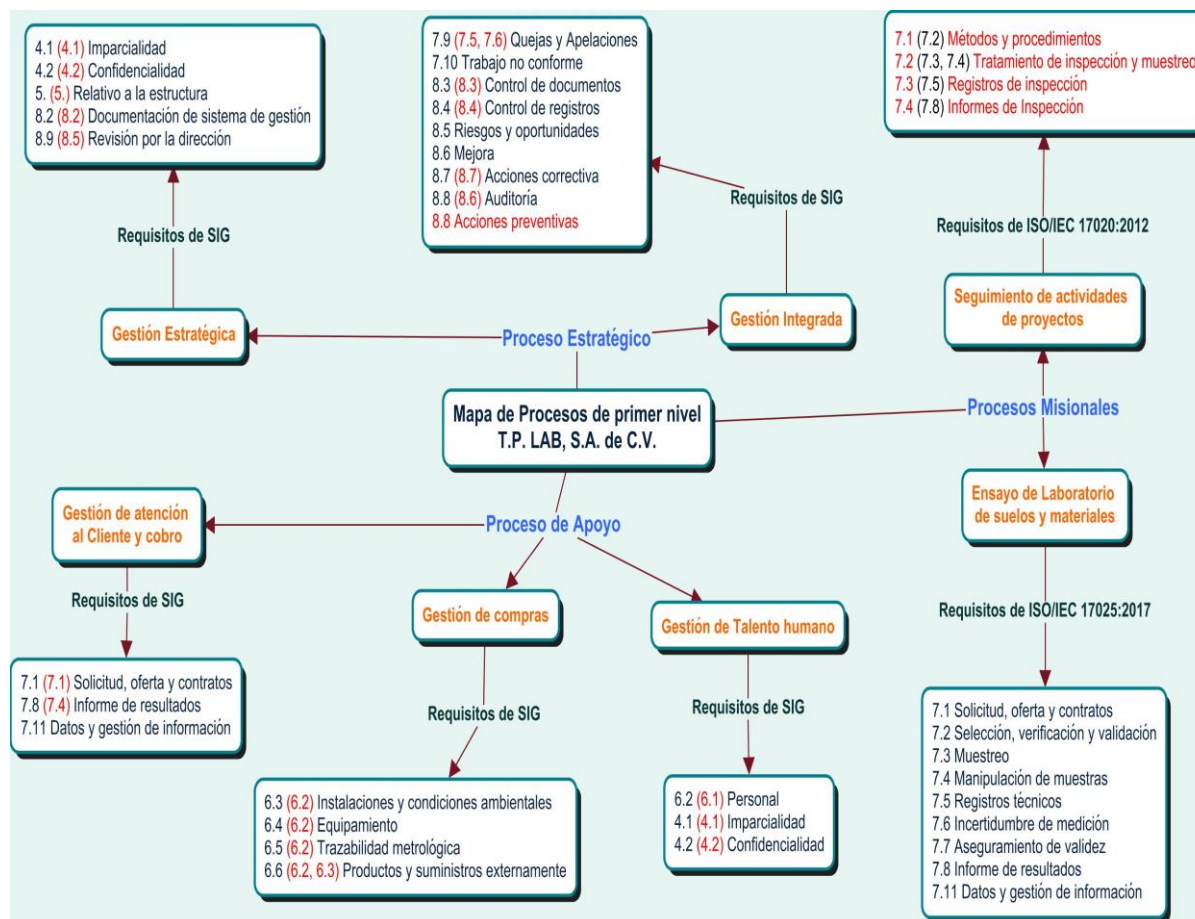 4.1 (4.1) Imparcialidad
4.2 (4.2) Confidencialidad
5. (5.) Relativo a la estructura
8.2 (8.2) Documentación de sistema de gestión
8.9 (8.5) Revisión por la dirección
7.9 (7.5, 7.6) Quejas y Apelaciones
7.10 Trabajo no conforme
8.3 (8.3) Control de documentos
8.4 (8.4) Control de registros
8.5 Riesgos y oportunidades
8.6 Mejora
8.7 (8.7) Acciones correctiva
8.8 (8.6) Auditoría
8.8 Acciones preventivas
7.1 (7.2) Métodos y procedimientos
7.2 (7.3, 7.4) Tratamiento de inspección y muestreo
7.3 (7.5) Registros de inspección
7.4 (7.8) Informes de Inspección
Requisitos de SIG
Requisitos de SIG
Requisitos de ISO/IEC 17020:2012
Gestión Estratégica
Proceso Estratégico
Gestión Integrada
Seguimiento de actividades
de proyectos
Mapa de Procesos de primer nivel
T.P. LAB, S.A. de C.V.
Procesos Misionales
Gestión de atención
al Cliente y cobro
Proceso de Apoyo
Ensayo de Laboratorio
de suelos y materiales
Requisitos de SIG
Gestión de compras
Gestión de Talento humano
Requisitos de ISO/IEC 17025:2017
7.1 (7.1) Solicitud, oferta y contratos
7.8 (7.4) Informe de resultados
7.11 Datos y gestión de información
Requisitos de SIG
Requisitos de SIG
6.3 (6.2) Instalaciones y condiciones ambientales
6.4 (6.2) Equipamiento
6.5 (6.2) Trazabilidad metrológica
6.6 (6.2, 6.3) Productos y suministros externamente
6.2 (6.1) Personal
4.1 (4.1) Imparcialidad
4.2 (4.2) Confidencialidad
7.1 Solicitud, oferta y contratos
7.2 Selección, verificación y validación
7.3 Muestreo
7.4 Manipulación de muestras
7.5 Registros técnicos
7.6 Incertidumbre de medición
7.7 Aseguramiento de validez
7.8 Informe de resultados
7.11 Datos y gestión de información